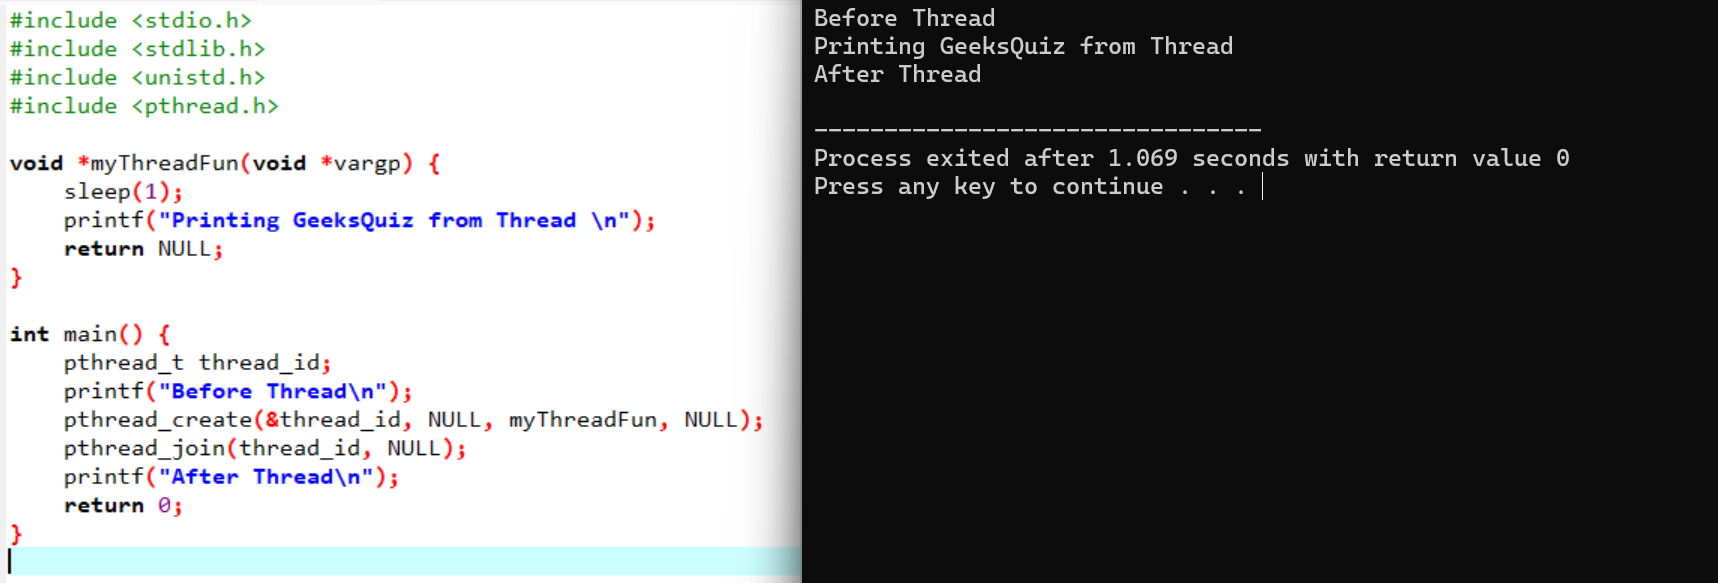 #include <stdio.h>
#include <stdlib.h>
#include <unistd.h>
#include <pthread.h>
void *myThreadFun(void *vargp) {
sleep(1);
printf("Printing GeeksQuiz from Thread \n");
return NULL;
}
int main() {
pthread_t thread_id;
printf("Before Thread\n");
pthread_create(&thread_id, NULL, myThreadFun, NULL);
pthread_join(thread_id, NULL);
printf("After Thread\n");
return 0;
}
Before Thread
Printing GeeksQuiz from Thread
After Thread
--------------------------------
Process exited after 1.069 seconds with return value 0
Press any key to continue . . .